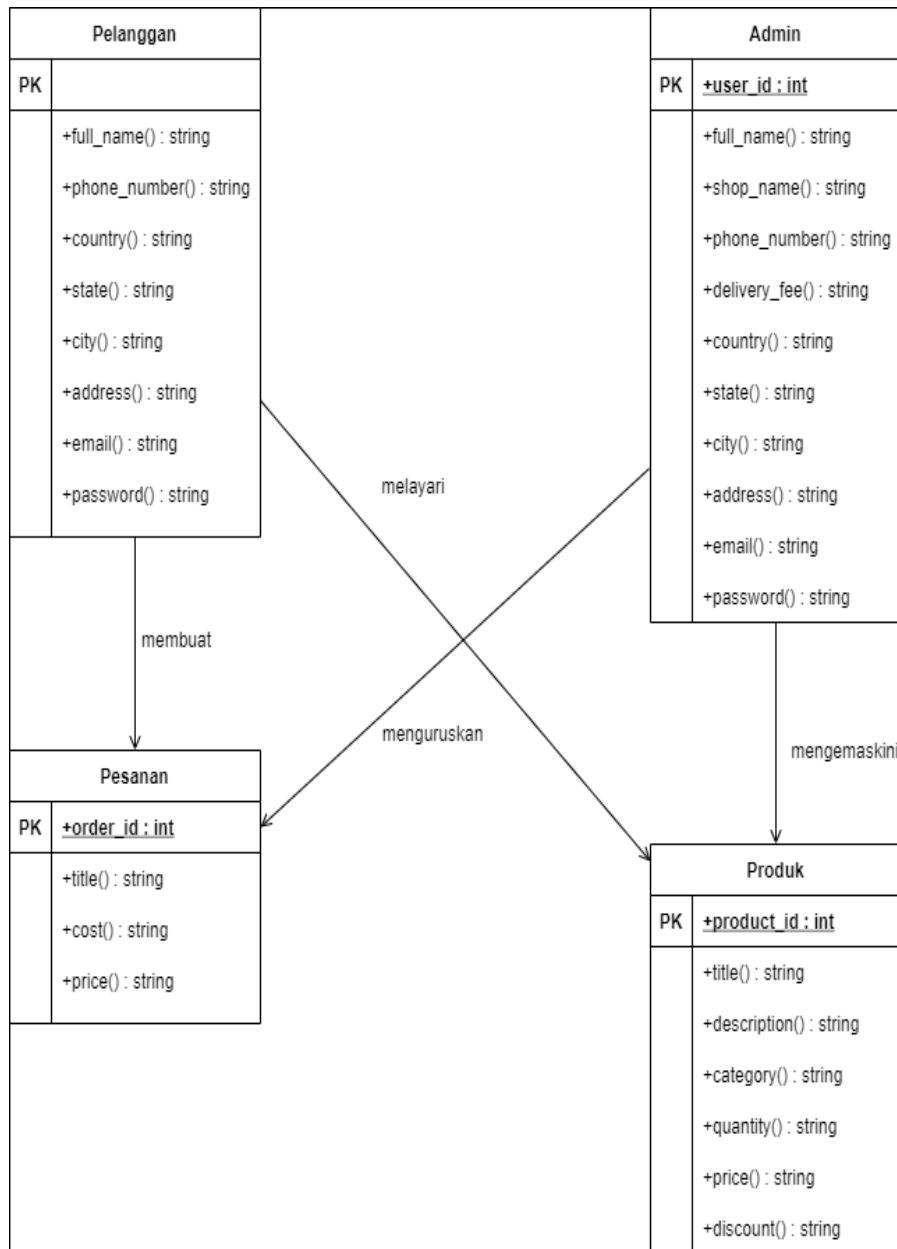 Pelanggan
PK
+full_name() : string
+phone_number() : string
+country() : string
+state() : string
+city() : string
+address() : string
+email() : string
+password() : string
Admin
PK +user_id : int
+full_name() : string
+shop_name() : string
+phone_number() : string
+delivery_fee() : string
+country() : string
+state() : string
+city() : string
+address() : string
+email() : string
+password() : string
melayari
membuat
menguruskan
mengemaskini
Pesanan
PK +order_id : int
+title() : string
+cost() : string
+price() : string
Produk
PK +product_id : int
+title() : string
+description() : string
+category() : string
+quantity() : string
+price() : string
+discount() : string